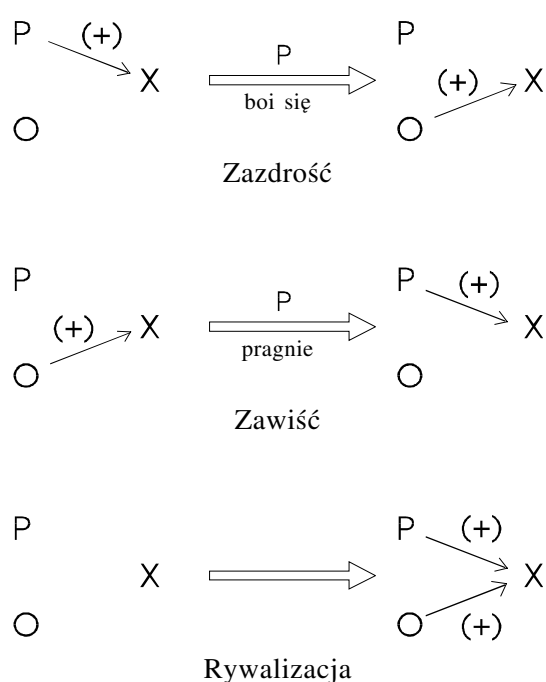 P (+) P P
X X
boi się (+)
O O
Zazdrość
P P P (+)
(+) X X
pragnie
O O
Zawiść
P P (+)
X X
O O (+)
Rywalizacja